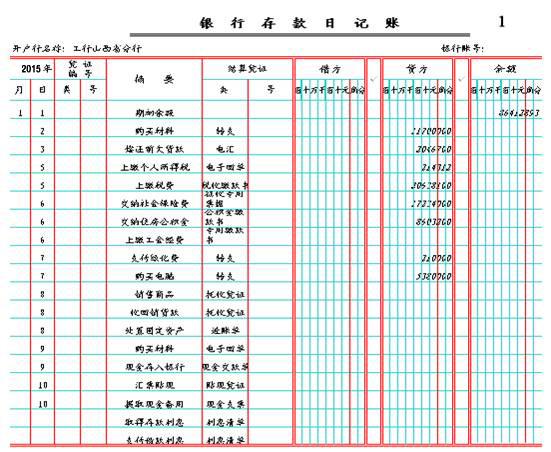 银行存款日记账 1
开户行名称：工行山西省分行 银行账号：
2015年 凭证编号 摘要 结算凭证 借方 贷方 余额
月 日 类 号 类 号 百十万千百十元角分 百十万千百十元角分 百十万千百十元角分
1 1 期初余额 86412893
2 购买材料 转支 11700000
3 偿还前欠货款 电汇 2046700
5 上缴个人所得税 电子回单 214312
5 上缴税费 税收缴款书 20528100
6 交纳社会保险费 社保专用票据 17224000
6 交纳住房公积金 公积金缴款书 8503200
6 上缴工会经费 专用缴款书
7 支付绿化费 转支 210000
7 购买电脑 转支 5380000
8 销售商品 托收凭证
8 收回销货款 托收凭证
8 处置固定资产 进账单
9 购买材料 电子回单
9 现金存入银行 现金交款单
10 汇票贴现 贴现凭证
10 提取现金备用 现金支票
取得存款利息 利息清单
支付借款利息 利息清单